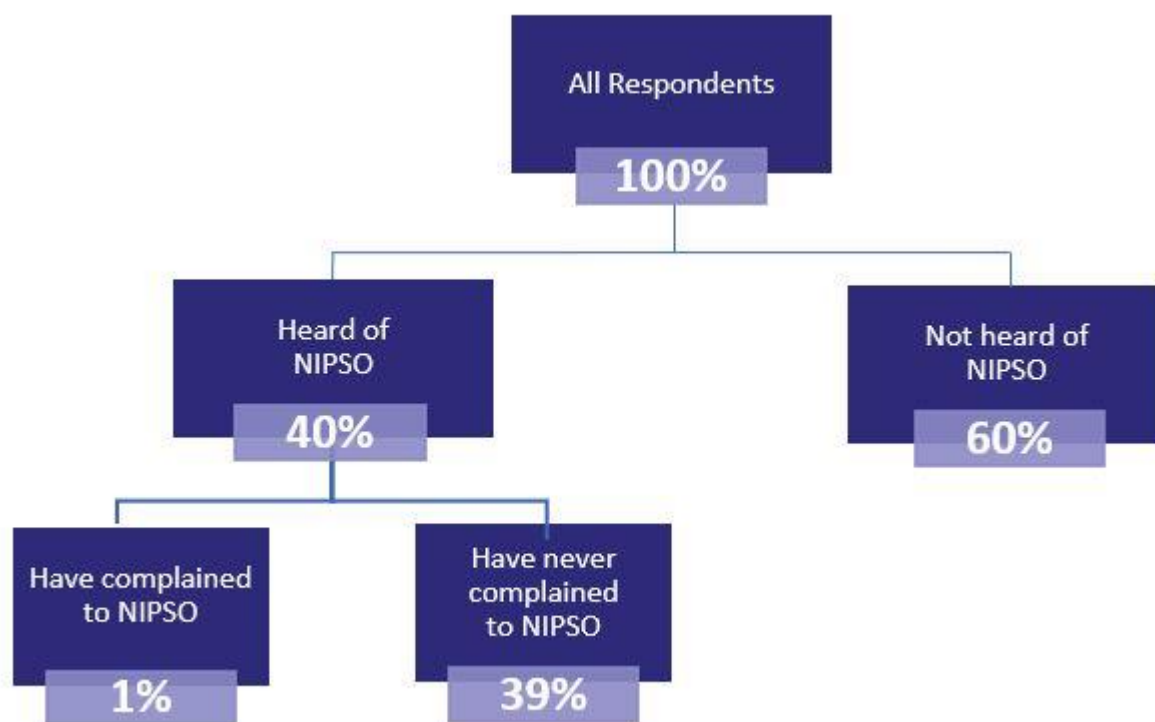 All Respondents
100%
Heard of
NIPSO
40%
Not heard of
NIPSO
60%
Have complained
to NIPSO
1%
Have never
complained
to NIPSO
39%